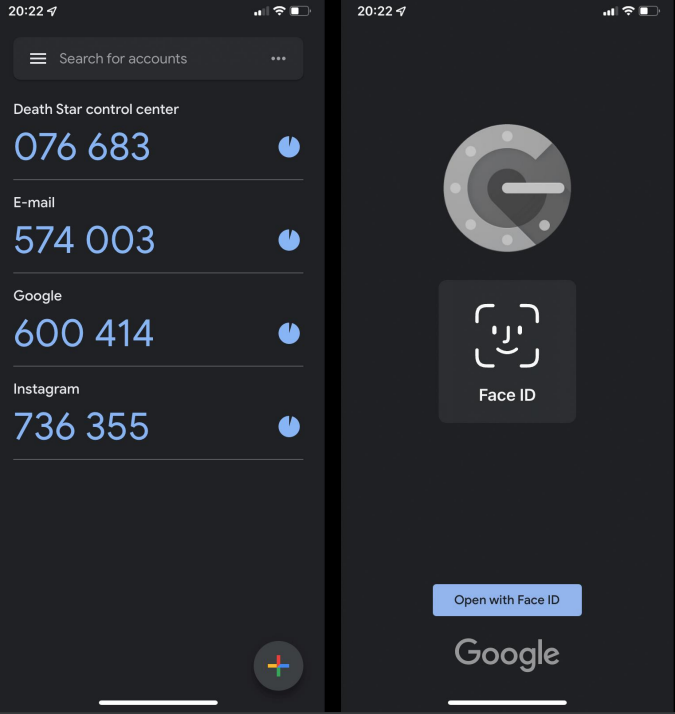 20:22
Search for accounts
Death Star control center
076 683
E-mail
574 003
Google
600 414
Instagram
736 355
20:22
Face ID
Open with Face ID
Google